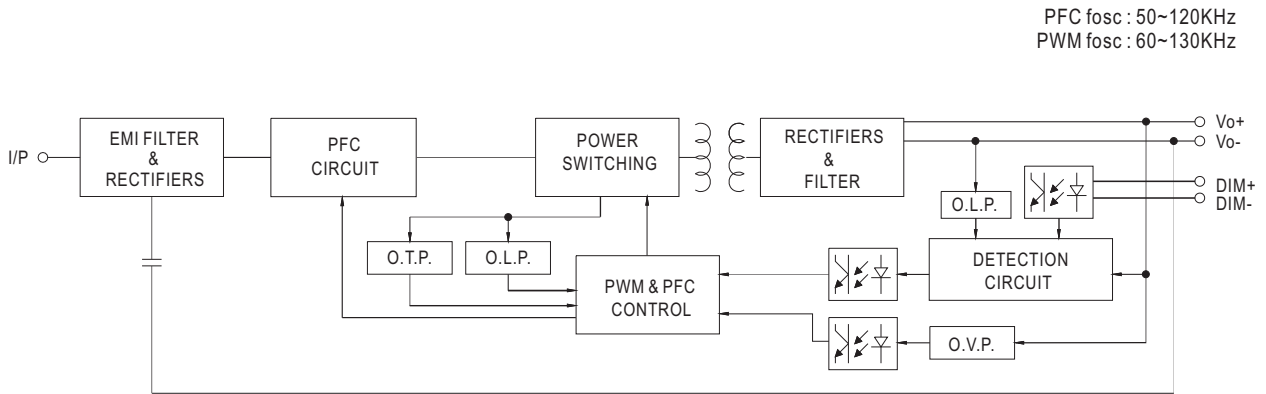 PFC fosc : 50~120KHz
PWM fosc : 60~130KHz
I/P
EMI FILTER
&
RECTIFIERS
PFC
CIRCUIT
POWER
SWITCHING
RECTIFIERS
&
FILTER
Vo+
Vo-
DIM+
DIM-
O.L.P.
O.T.P.
O.L.P.
PWM & PFC
CONTROL
DETECTION
CIRCUIT
O.V.P.